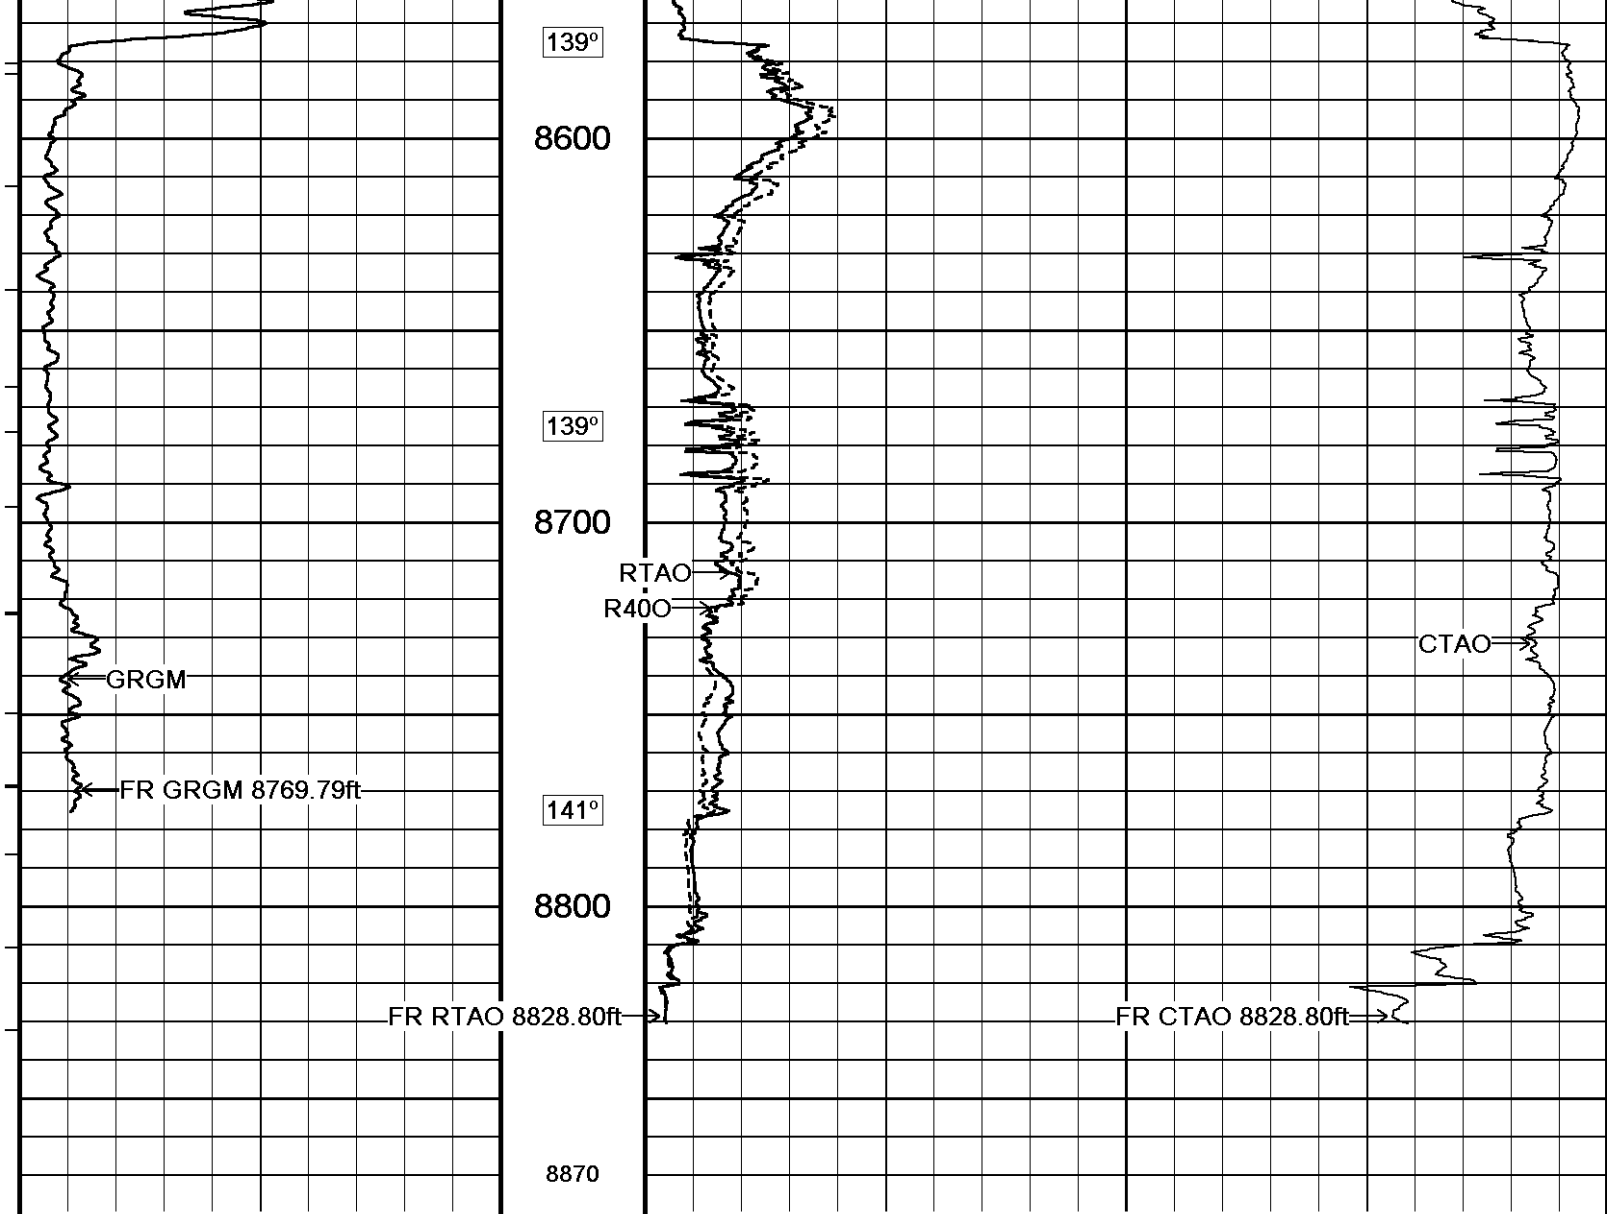 139°
8600
139°
8700
RTAO
R40O
CTAO
GRGM
FR GRGM 8769.79ft
141°
8800
FR RTAO 8828.80ft
FR CTAO 8828.80ft
8870